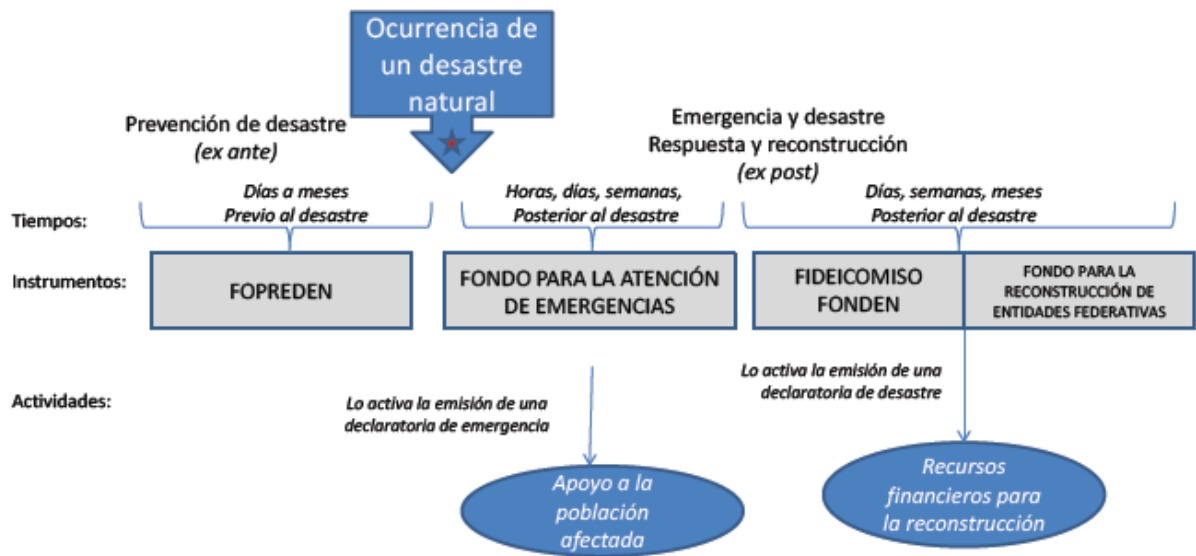 Ocurrencia de
un desastre
natural
Prevención de desastre
(ex ante)
Emergencia y desastre
Respuesta y reconstrucción
(ex post)
Tiempos:
Días a meses
Previo al desastre
Horas, días, semanas,
Posterior al desastre
Días, semanas, meses
Posterior al desastre
Instrumentos:
FOPREDEN
FONDO PARA LA ATENCIÓN
DE EMERGENCIAS
FIDEICOMISO
FONDEN
FONDO PARA LA
RECONSTRUCCIÓN DE
ENTIDADES FEDERATIVAS
Actividades:
Lo activa la emisión de una
declaratoria de emergencia
Lo activa la emisión de una
declaratoria de desastre
Apoyo a la
población
afectada
Recursos
financieros para
la reconstrucción